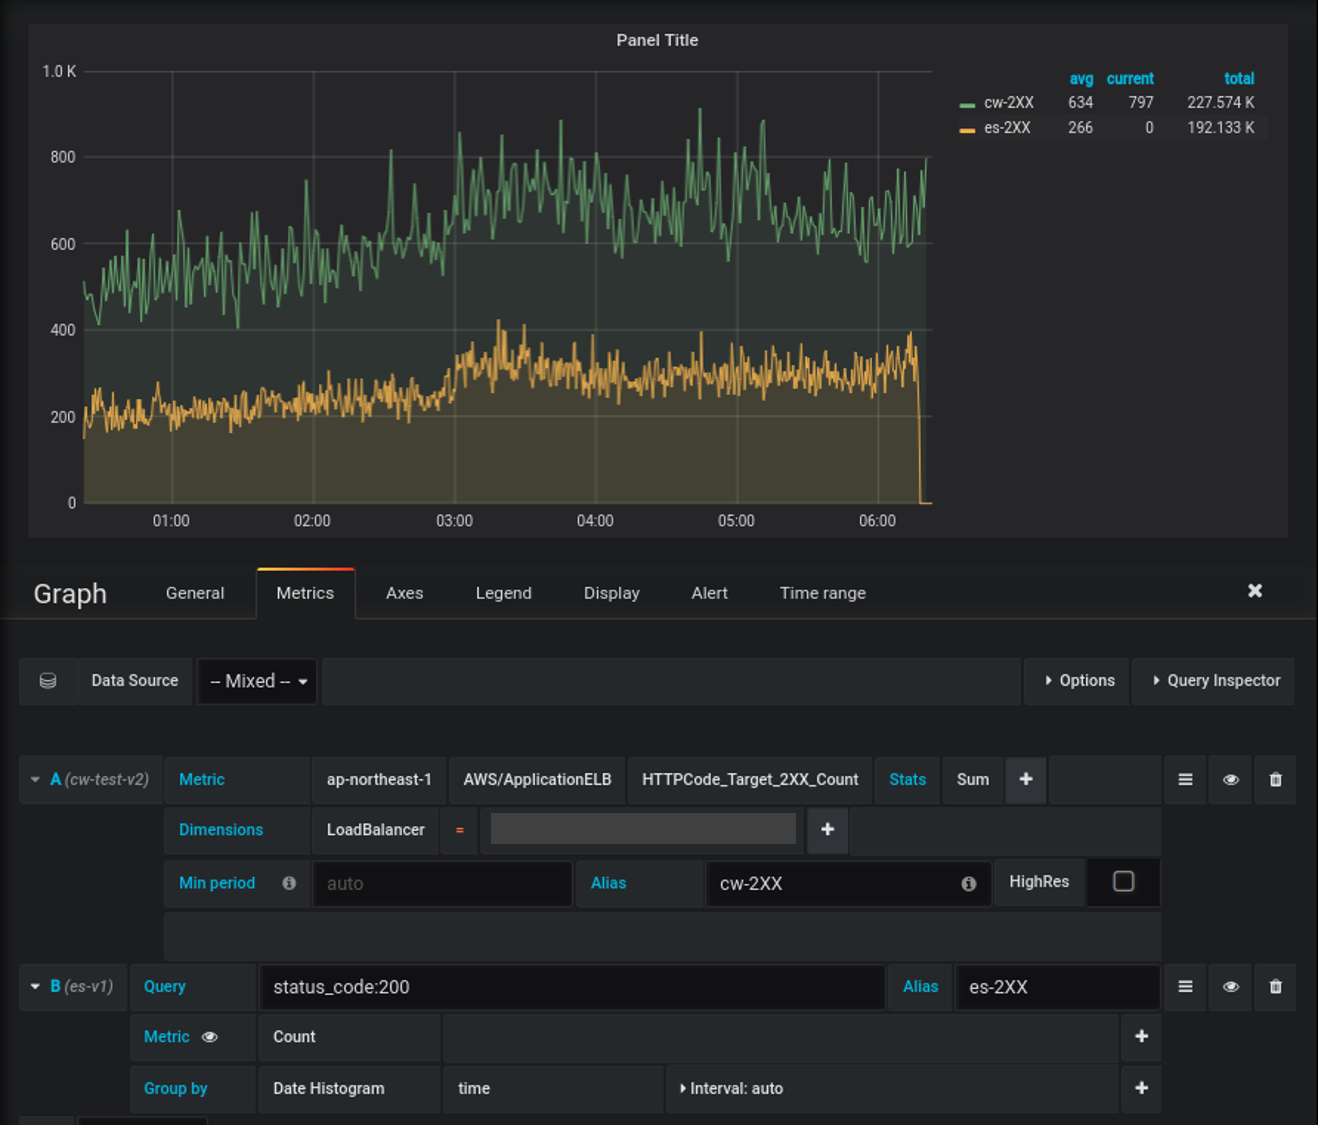 Panel Title
1.0 K
800
600
400
200
0
01:00 02:00 03:00 04:00 05:00 06:00
avg current total
cw-2XX 634 797 227.574 K
es-2XX 266 0 192.133 K
Graph General Metrics Axes Legend Display Alert Time range
Data Source -- Mixed -- Options Query Inspector
A (cw-test-v2) Metric ap-northeast-1 AWS/ApplicationELB HTTPCode_Target_2XX_Count Stats Sum
Dimensions LoadBalancer =
Min period auto Alias cw-2XX HighRes
B (es-v1) Query status_code:200 Alias es-2XX
Metric Count
Group by Date Histogram time Interval: auto